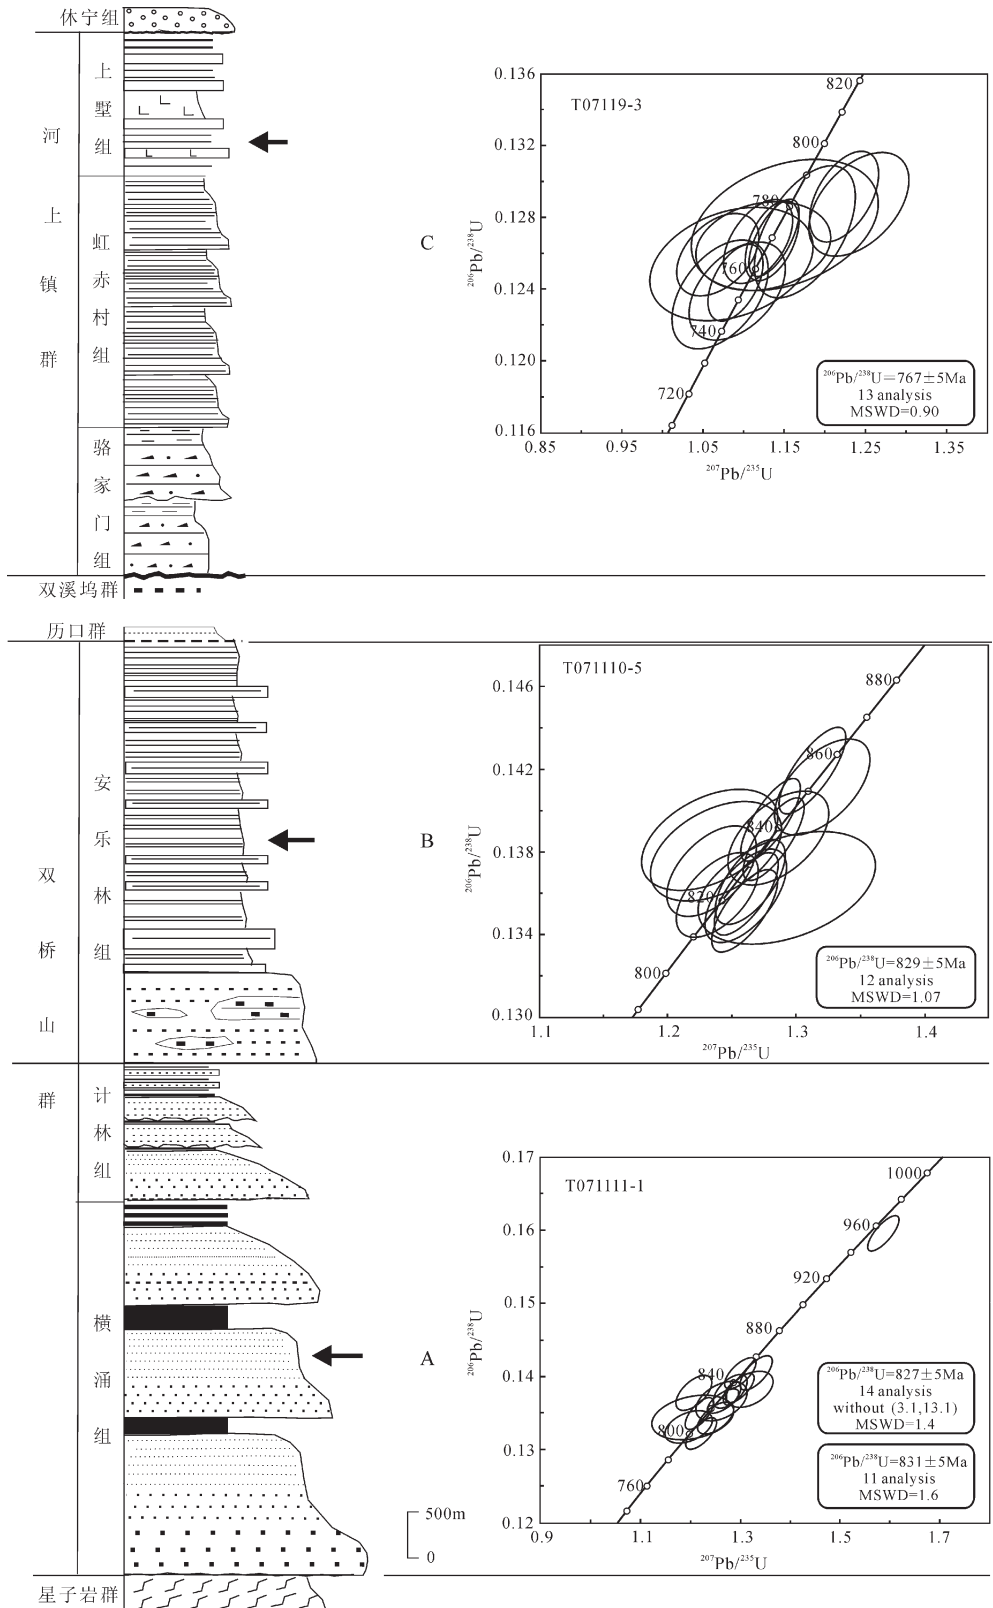 休宁组
河上镇群
上墅组
虹赤村组
骆家门组
双溪坞群
C
T07119-3
0.136
0.132
0.128
0.124
0.120
0.116
²⁰⁶Pb/²³⁸U
820
800
780
760
740
720
²⁰⁶Pb/²³⁸U=767±5Ma
13 analysis
MSWD=0.90
0.85
0.95
1.05
1.15
1.25
1.35
²⁰⁷Pb/²³⁵U
历口群
双桥山群
安乐林组
B
T071110-5
0.146
0.142
0.138
0.134
0.130
²⁰⁶Pb/²³⁸U
880
860
840
820
800
²⁰⁶Pb/²³⁸U=829±5Ma
12 analysis
MSWD=1.07
1.1
1.2
1.3
1.4
²⁰⁷Pb/²³⁵U
计林组
横涌组
星子岩群
500m
0
A
T071111-1
0.17
0.16
0.15
0.14
0.13
0.12
²⁰⁶Pb/²³⁸U
1000
960
920
880
840
800
760
²⁰⁶Pb/²³⁸U=827±5Ma
14 analysis
without (3.1,13.1)
MSWD=1.4
²⁰⁶Pb/²³⁸U=831±5Ma
11 analysis
MSWD=1.6
0.9
1.1
1.3
1.5
1.7
²⁰⁷Pb/²³⁵U